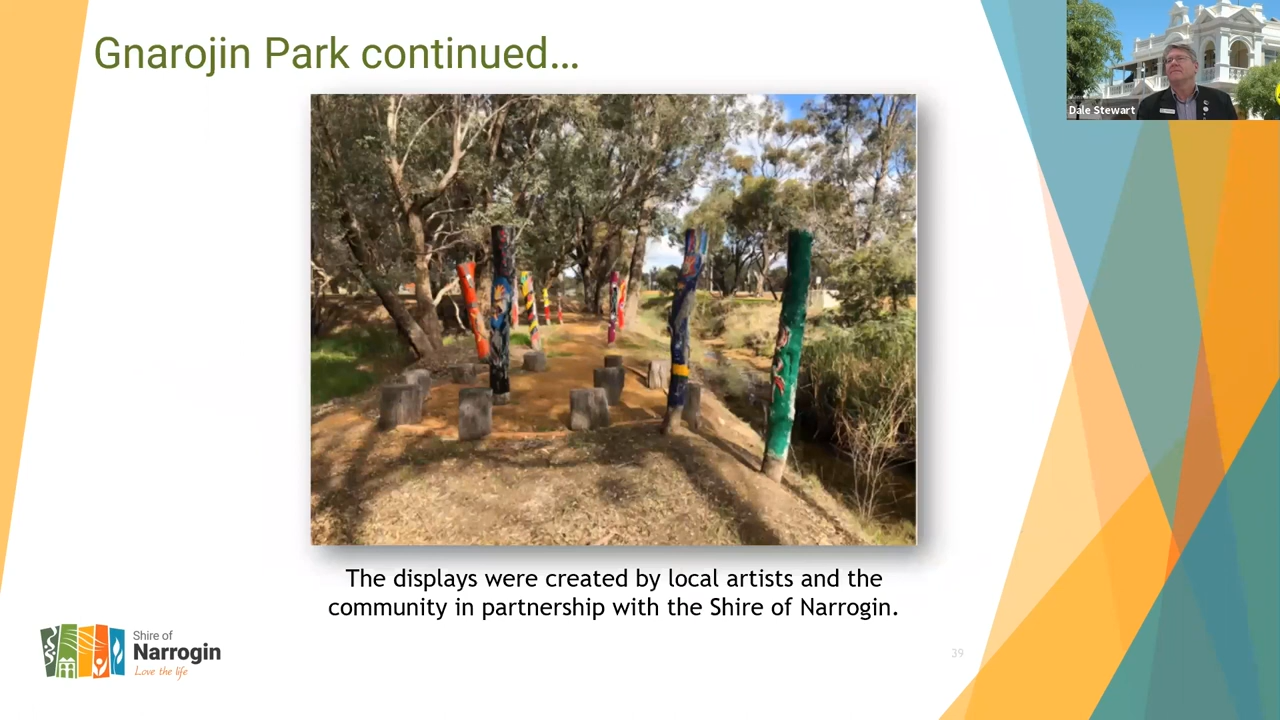 Gnarojin Park continued...
Dale Stewart
The displays were created by local artists and the
community in partnership with the Shire of Narrogin.
Shire of
Narrogin
Love the life
39